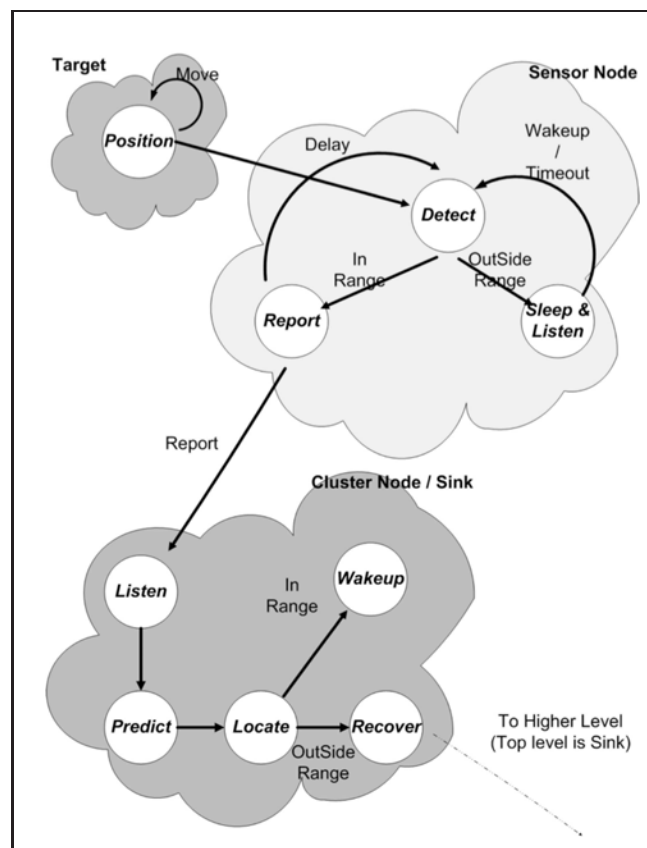 Target
Move
Position
Sensor Node
Delay
Wakeup
/
Timeout
Detect
In
Range
OutSide
Range
Report
Sleep &
Listen
Report
Cluster Node / Sink
Listen
In
Range
Wakeup
Predict
Locate
Recover
OutSide
Range
To Higher Level
(Top level is Sink)